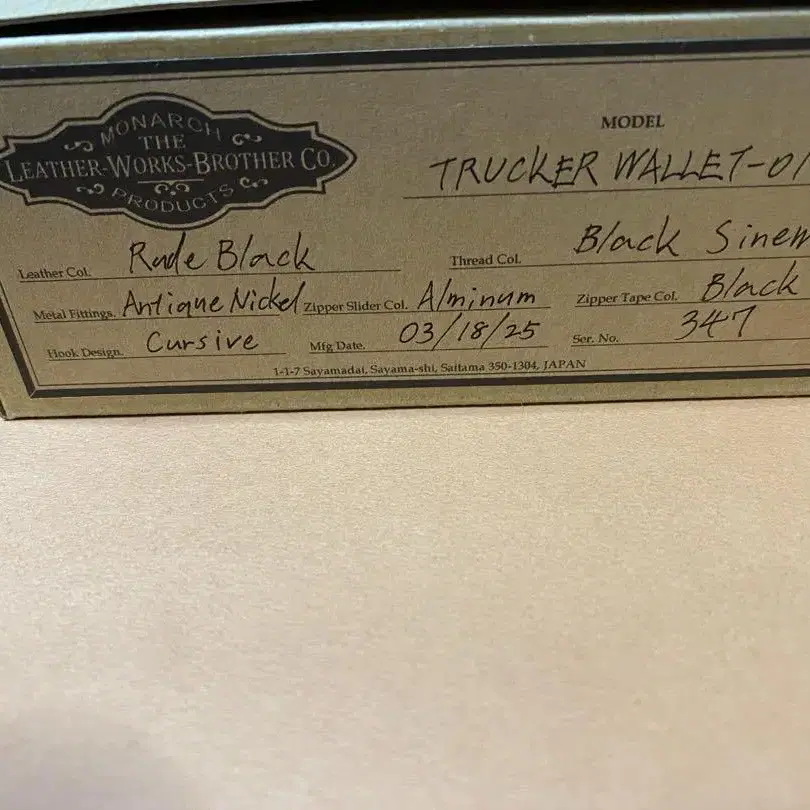 MONARCH
THE
LEATHER-WORKS-BROTHER CO.
PRODUCTS
MODEL
TRUCKER WALLET-01
Leather Col. Rude Black
Thread Col. Black Sinew
Metal Fittings. Antique Nickel Zipper Slider Col. Alminum Zipper Tape Col. Black
Hook Design. Cursive Mfg Date. 03/18/25 Ser. No. 347
1-1-7 Sayamadai, Sayama-shi, Saitama 350-1304, JAPAN